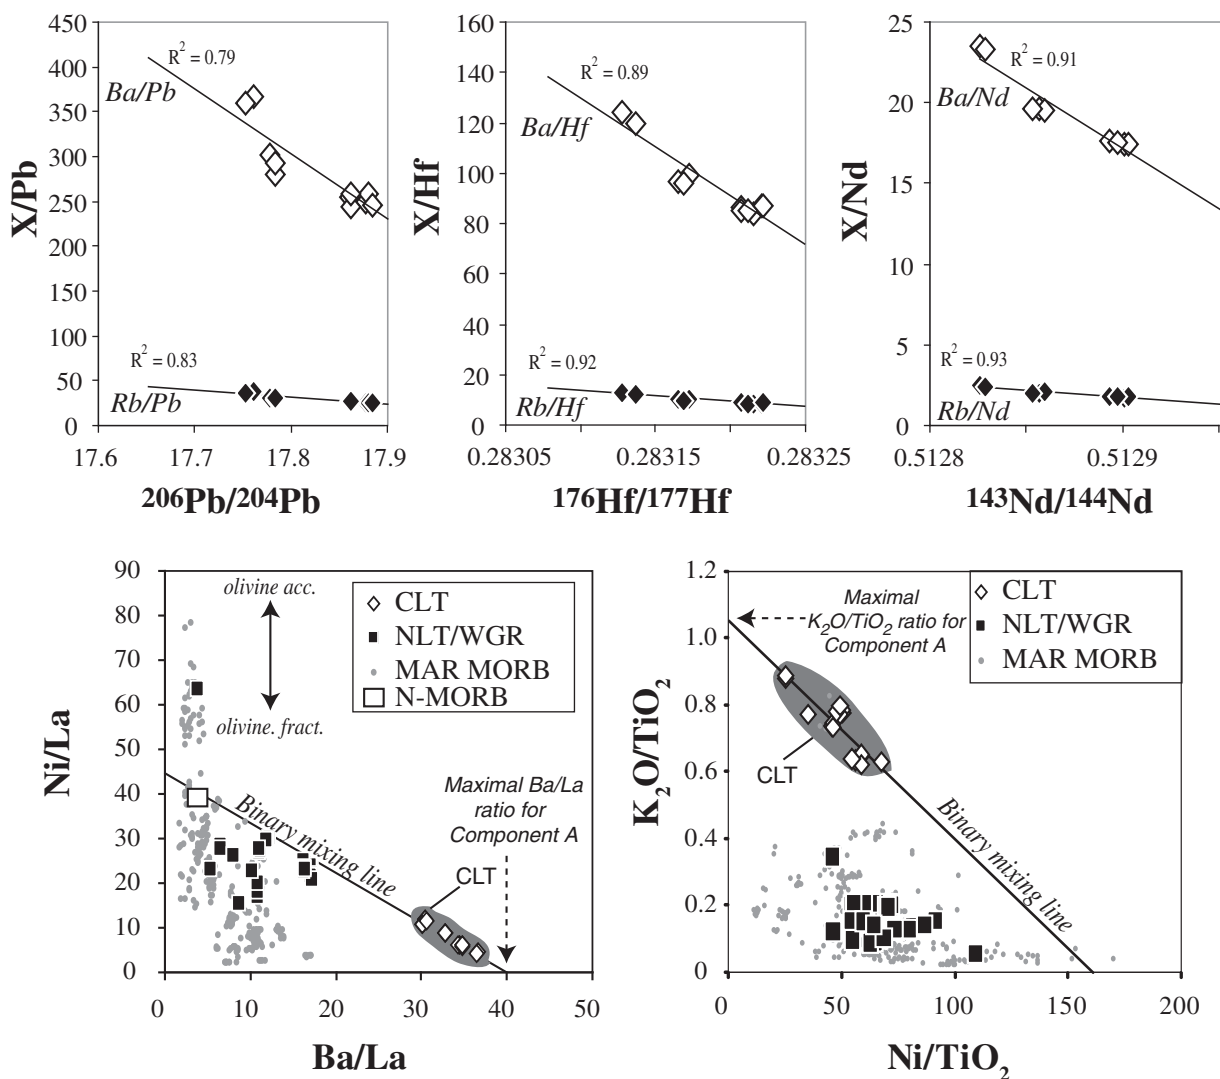 X/Pb
450
400
350
300
250
200
150
100
50
0
R² = 0.79
Ba/Pb
R² = 0.83
Rb/Pb
17.6 17.7 17.8 17.9
²⁰⁶Pb/²⁰⁴Pb
X/Hf
160
140
120
100
80
60
40
20
0
R² = 0.89
Ba/Hf
R² = 0.92
Rb/Hf
0.28305 0.28315 0.28325
¹⁷⁶Hf/¹⁷⁷Hf
X/Nd
25
20
15
10
5
0
R² = 0.91
Ba/Nd
R² = 0.93
Rb/Nd
0.5128 0.5129
¹⁴³Nd/¹⁴⁴Nd
Ni/La
90
80
70
60
50
40
30
20
10
0
olivine acc.
olivine. fract.
CLT
NLT/WGR
MAR MORB
N-MORB
Binary mixing line
Maximal Ba/La
ratio for
Component A
CLT
0 10 20 30 40 50
Ba/La
K₂O/TiO₂
1.2
1.0
0.8
0.6
0.4
0.2
0
Maximal
K₂O/TiO₂ ratio for
Component A
CLT
NLT/WGR
MAR MORB
CLT
Binary mixing line
0 50 100 150 200
Ni/TiO₂